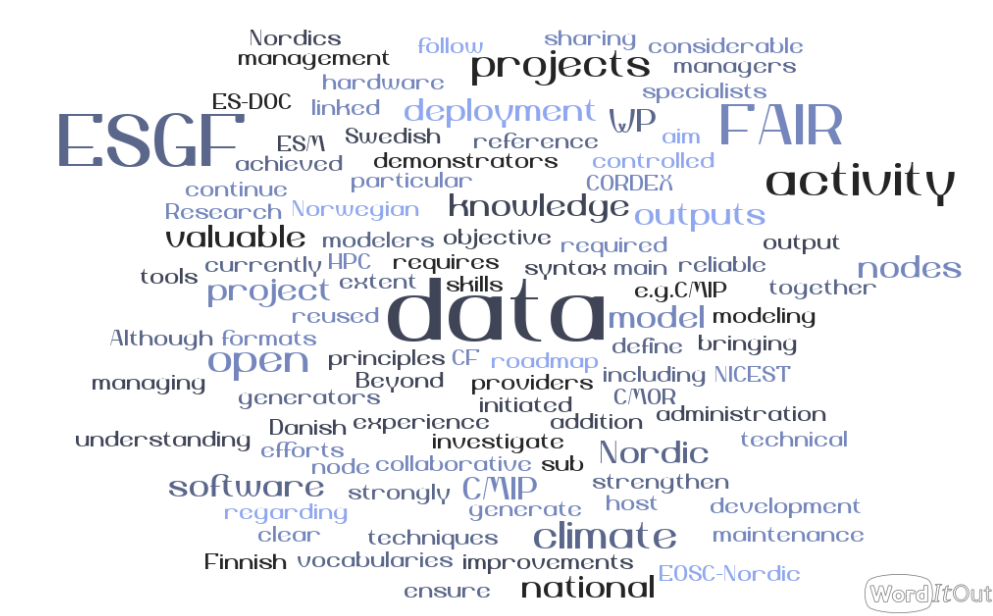 Nordics follow sharing considerable
management projects managers
hardware specialists
ES-DOC linked deployment WP FAIR
ESGF ESM Swedish reference aim
achieved demonstrators controlled
continue particular CORDEX activity
Research Norwegian knowledge outputs
valuable modelers objective required output
tools currently HPC requires syntax main reliable nodes
project extent skills data e.g.CMIP together
reused model modeling
Although formats
open principles CF roadmap define bringing
managing Beyond providers including NICEST
generators initiated CMOR
Danish experience addition administration
understanding efforts investigate Nordic technical
node collaborative sub
software strongly CMIP strengthen
regarding generate host development
clear techniques climate maintenance
Finnish vocabularies improvements EOSC-Nordic
ensure national
WordItOut